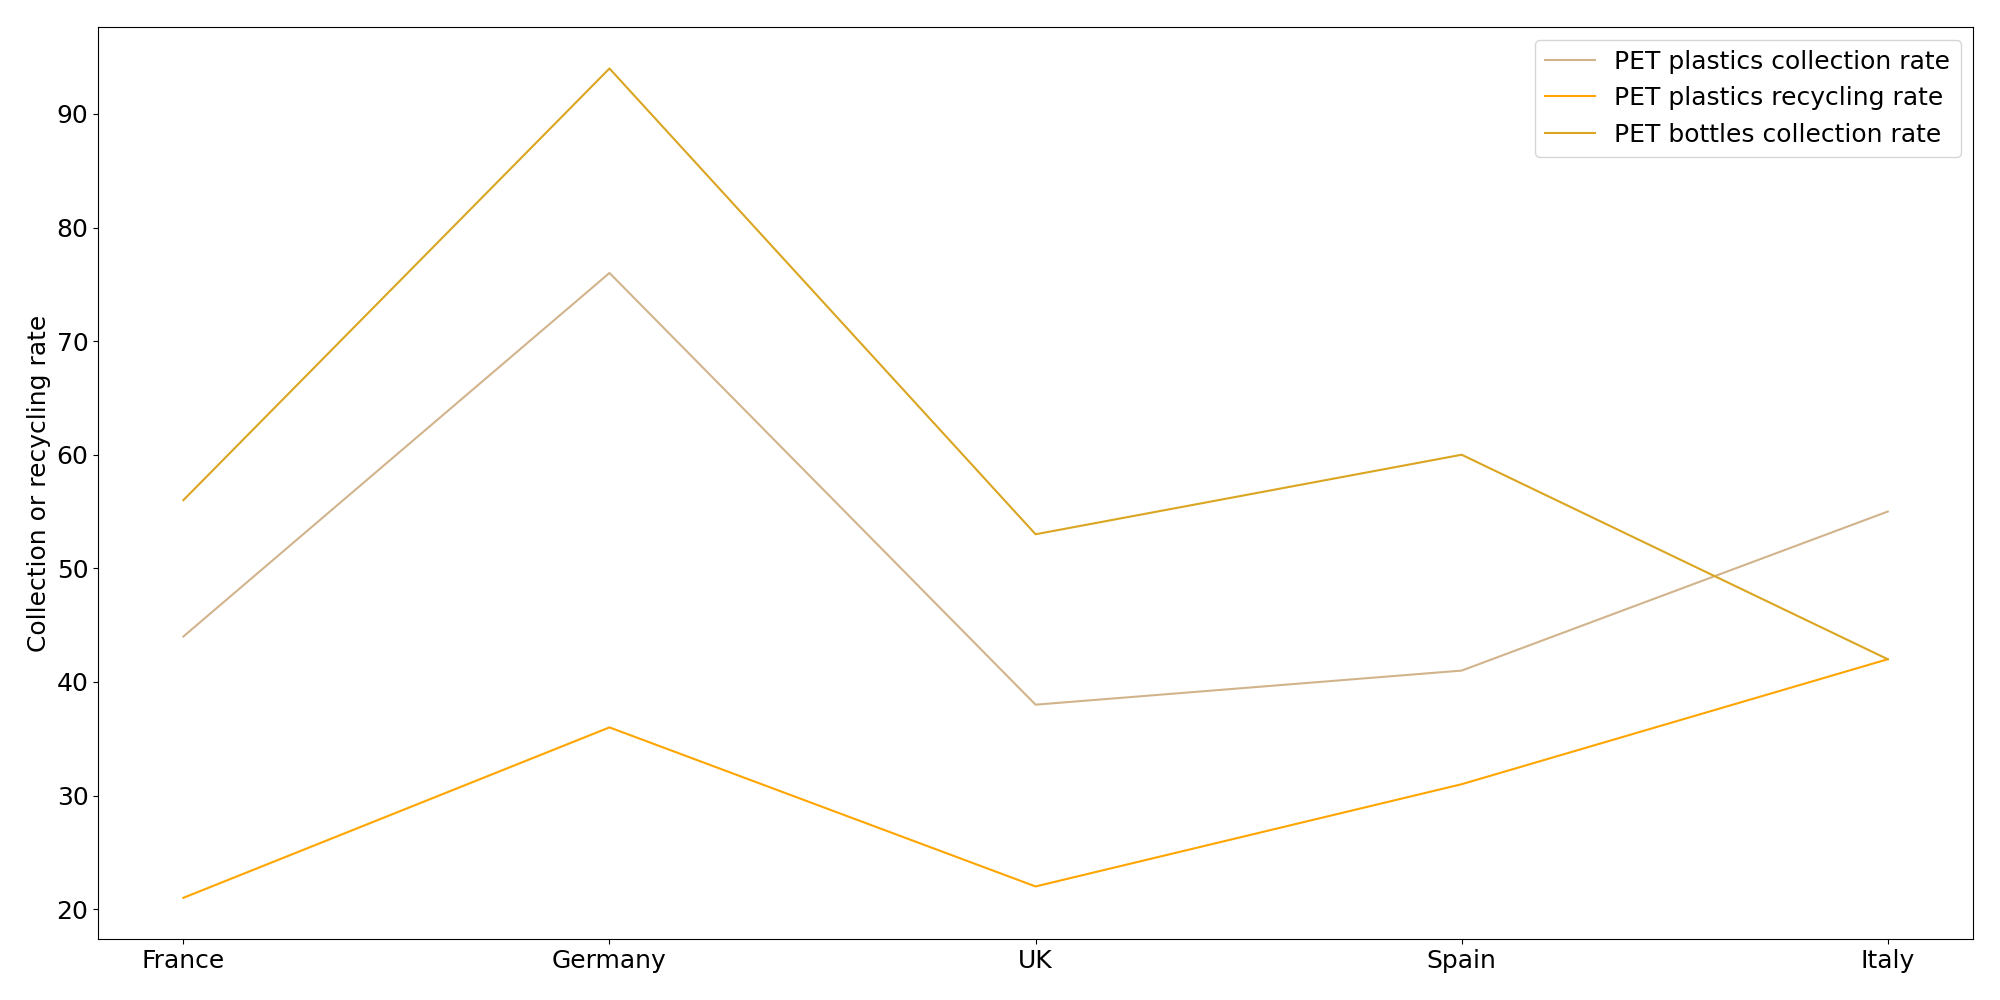 PET plastics collection rate
PET plastics recycling rate
PET bottles collection rate
Collection or recycling rate
90
80
70
60
50
40
30
20
France Germany UK Spain Italy